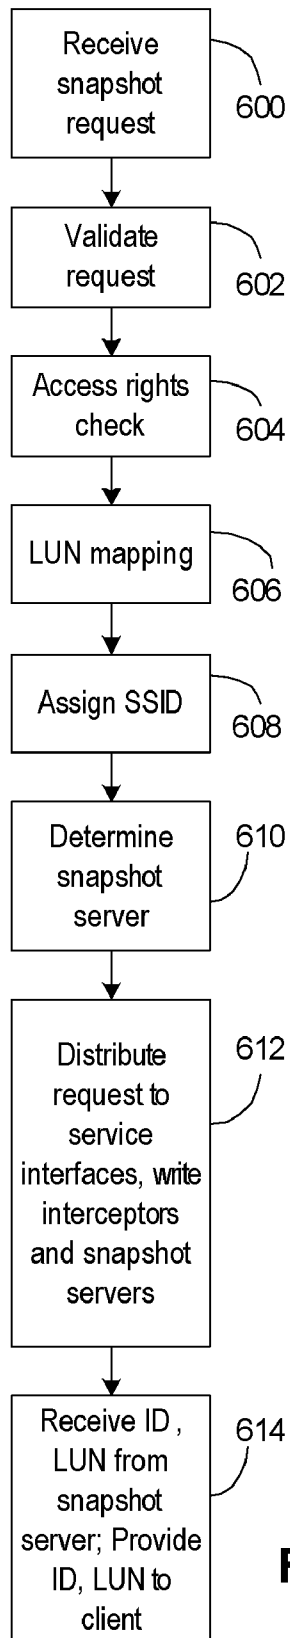 Receive
snapshot
request
600
Validate
request
602
Access rights
check
604
LUN mapping
606
Assign SSID
608
Determine
snapshot
server
610
Distribute
request to
service
interfaces, write
interceptors
and snapshot
servers
612
Receive ID ,
LUN from
snapshot
server; Provide
ID, LUN to
client
614